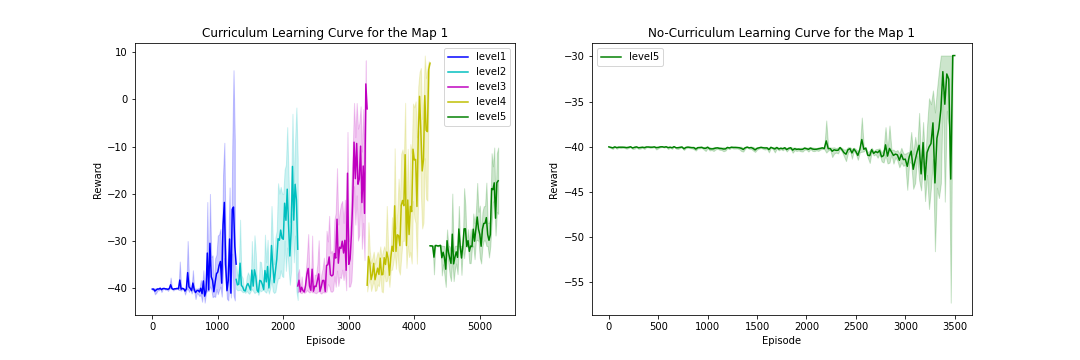 Curriculum Learning Curve for the Map 1
10
0
−10
−20
−30
−40
Reward
level1
level2
level3
level4
level5
0 1000 2000 3000 4000 5000
Episode
No-Curriculum Learning Curve for the Map 1
−30
−35
−40
−45
−50
−55
Reward
level5
0 500 1000 1500 2000 2500 3000 3500
Episode